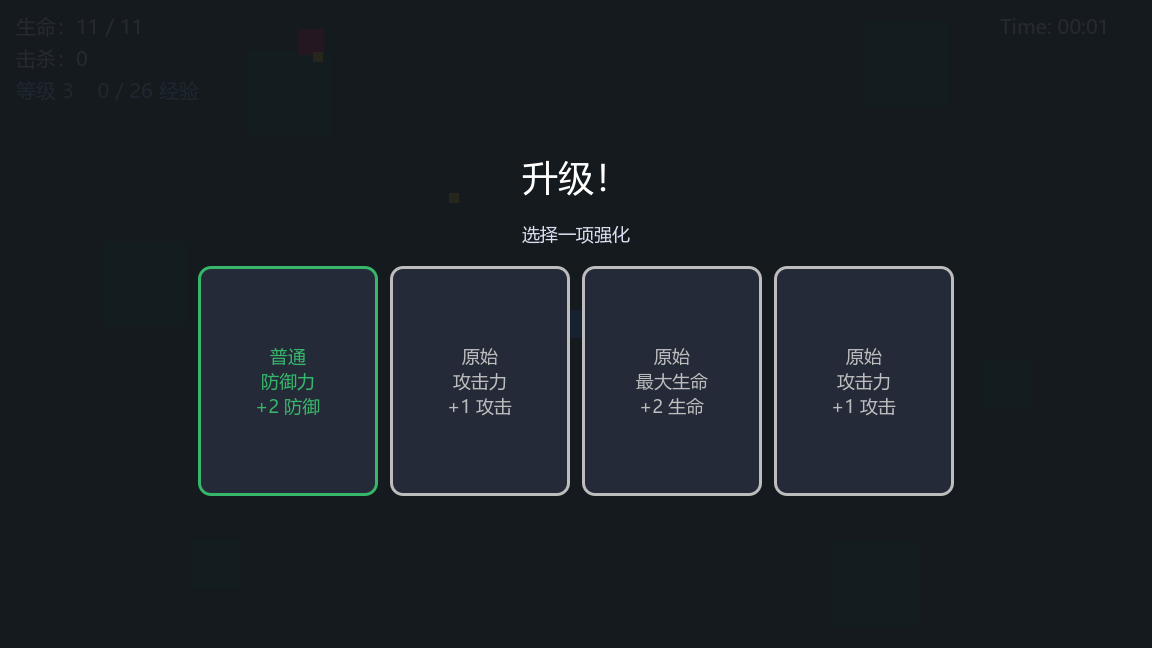 生命：11 / 11
Time: 00:01
击杀：0
等级 3 0 / 26 经验
升级！
选择一项强化
普通
防御力
+2 防御
原始
攻击力
+1 攻击
原始
最大生命
+2 生命
原始
攻击力
+1 攻击